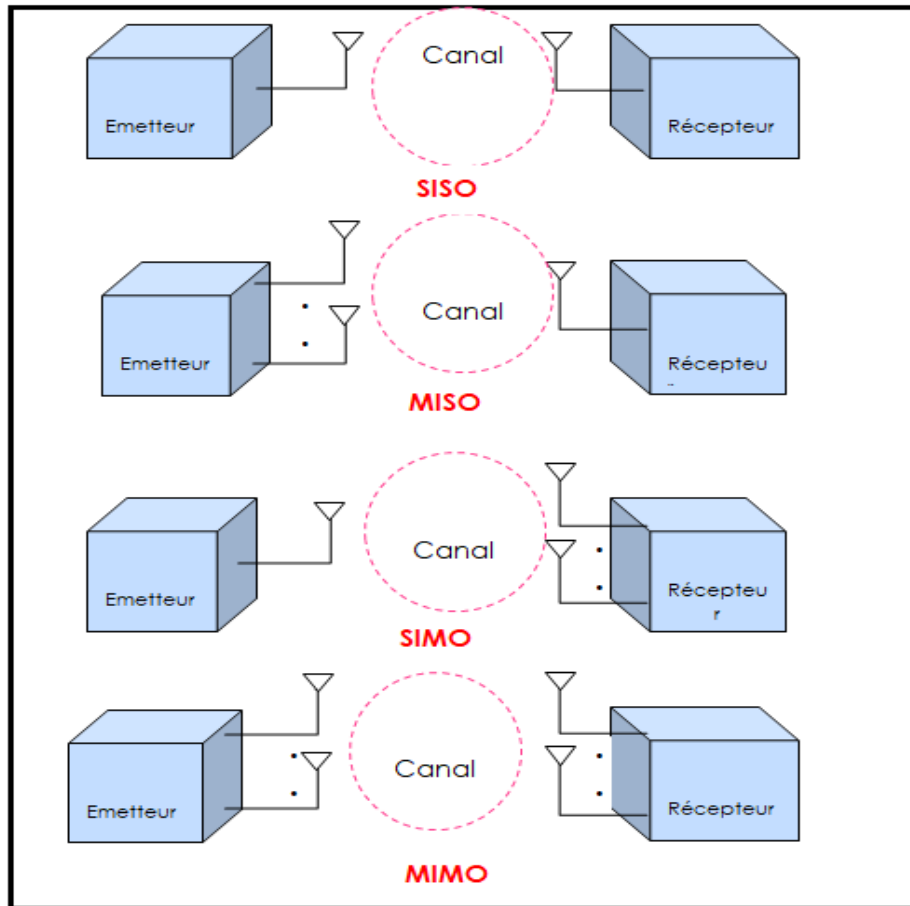 Canal
Emetteur
Récepteur
SISO
Canal
Emetteur
Récepteu
MISO
Canal
Emetteur
Récepteu
r
SIMO
Canal
Emetteur
Récepteur
MIMO